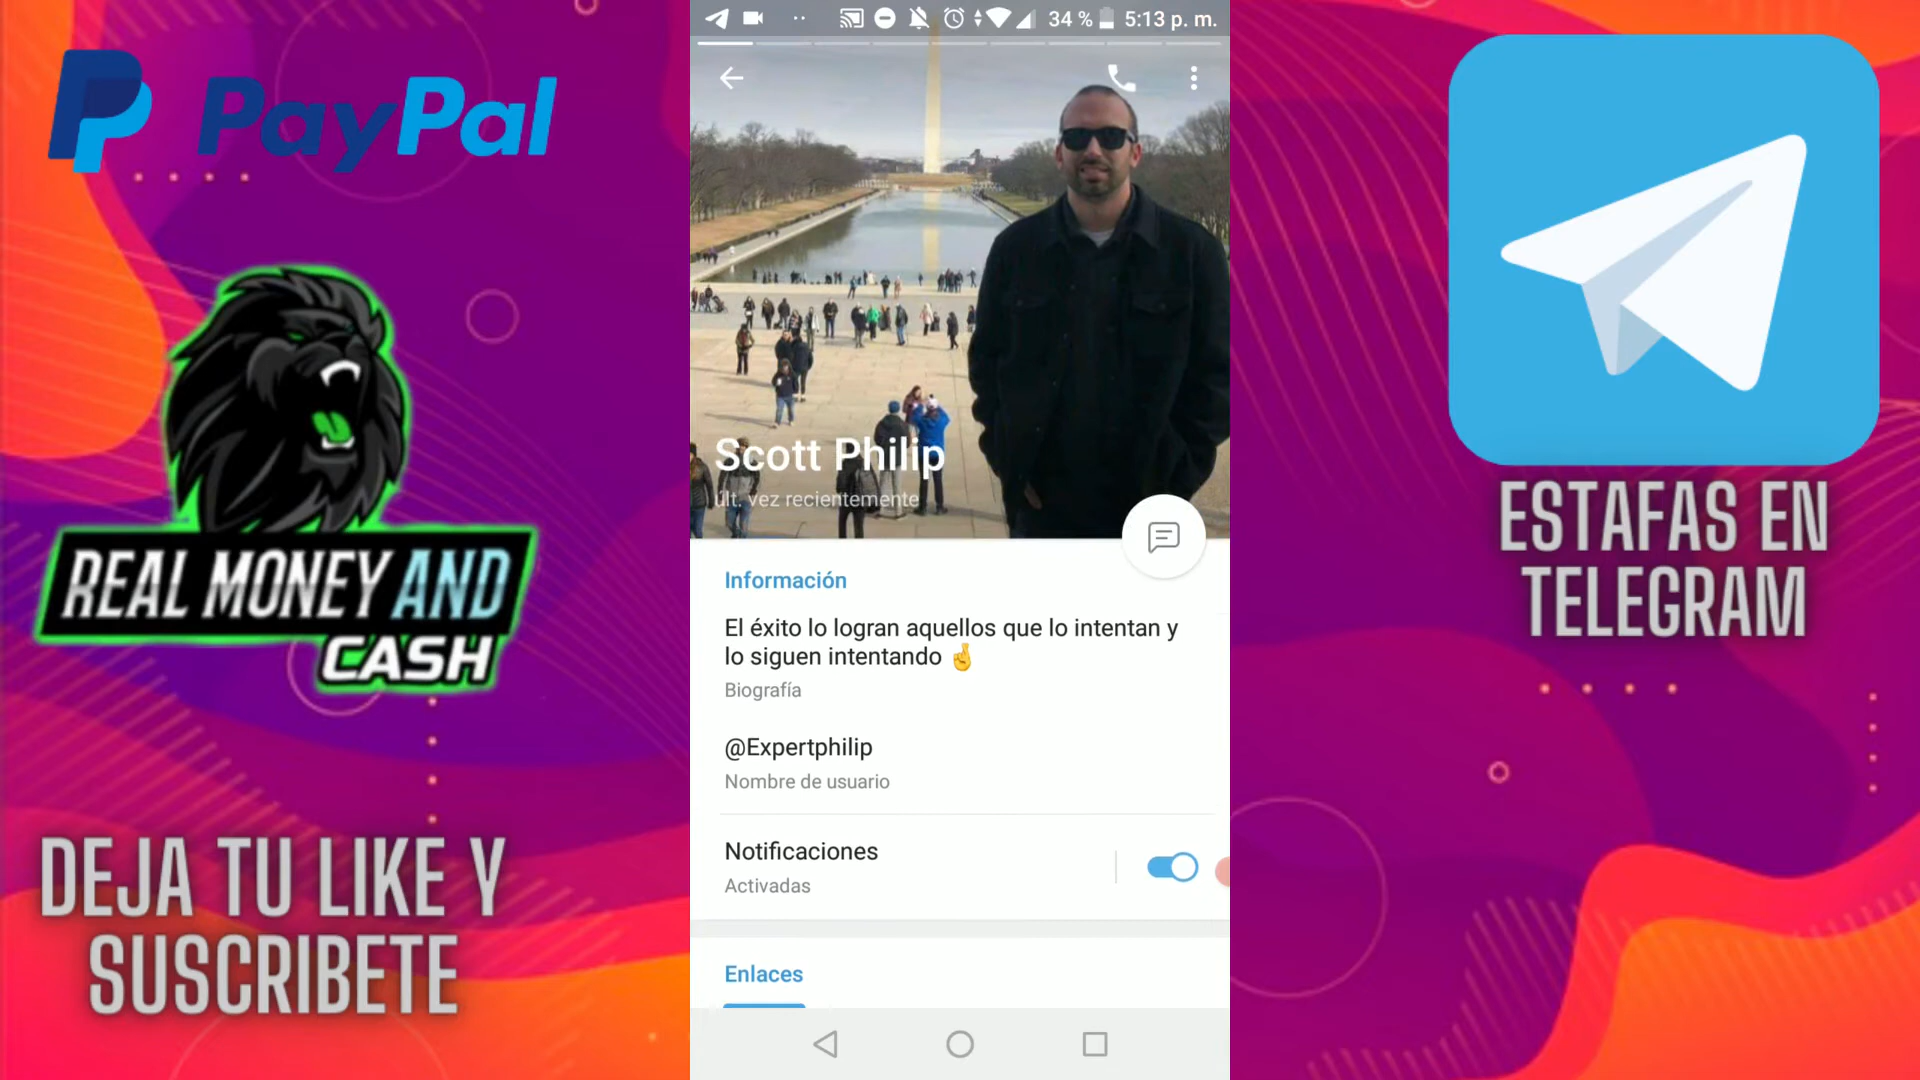 PayPal
REAL MONEY AND
CASH
DEJA TU LIKE Y
SUSCRIBETE
34 %
5:13 p. m.
Scott Philip
últ. vez recientemente
Información
El éxito lo logran aquellos que lo intentan y
lo siguen intentando 🤞
Biografía
@Expertphilip
Nombre de usuario
Notificaciones
Activadas
Enlaces
ESTAFAS EN
TELEGRAM